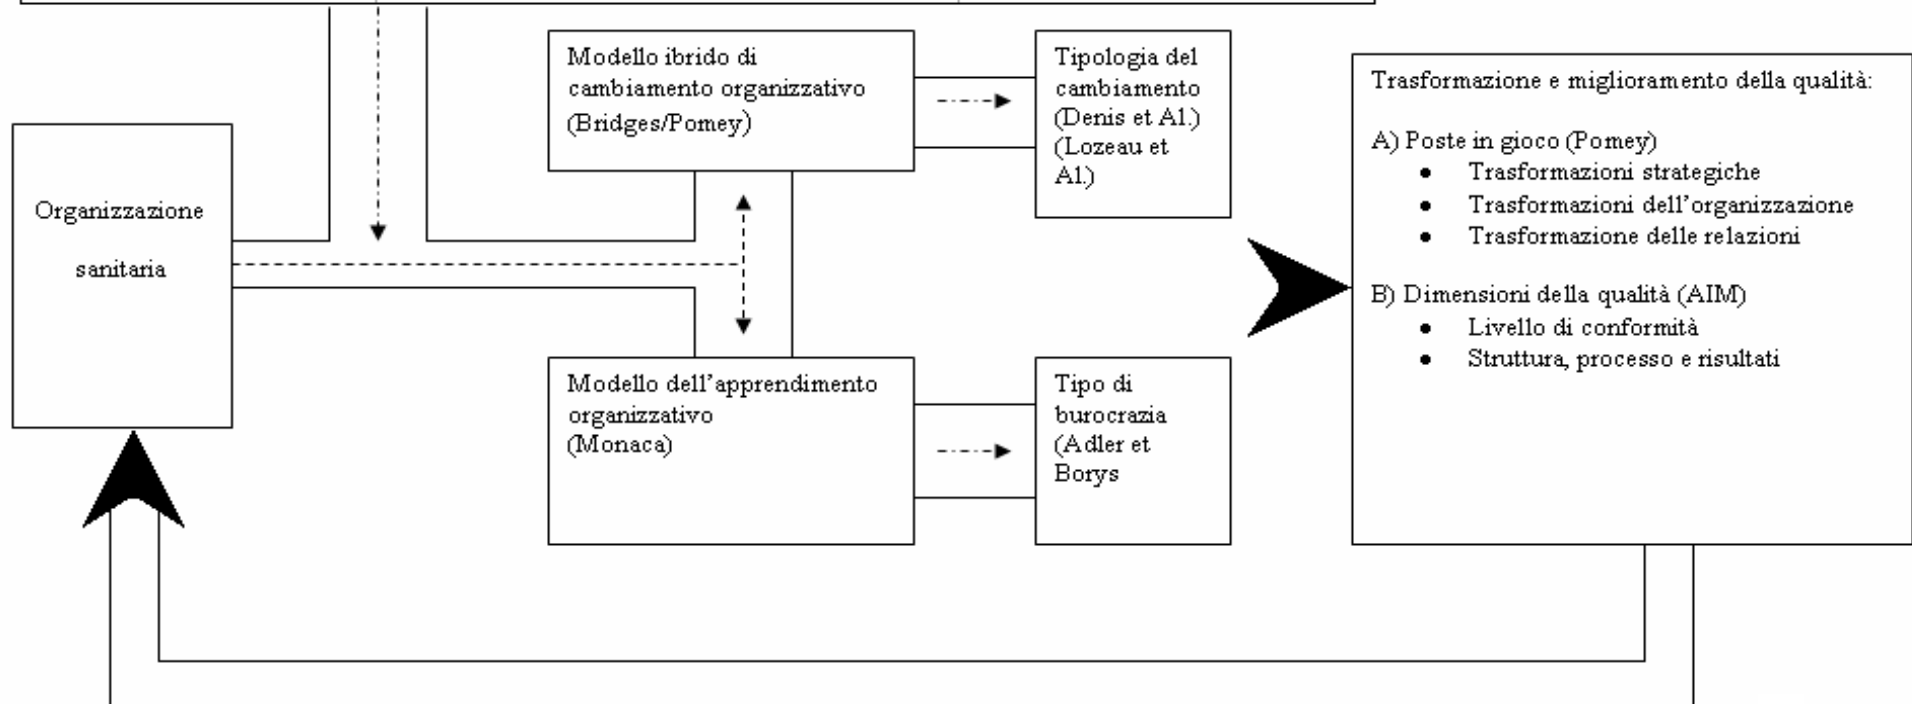 Organizzazione
sanitaria
Modello ibrido di
cambiamento organizzativo
(Bridges/Pomey)
Tipologia del
cambiamento
(Denis et Al.)
(Lozeau et
Al.)
Modello dell'apprendimento
organizzativo
(Monaca)
Tipo di
burocrazia
(Adler et
Borys
Trasformazione e miglioramento della qualità:
A) Poste in gioco (Pomey)
• Trasformazioni strategiche
• Trasformazioni dell'organizzazione
• Trasformazione delle relazioni
B) Dimensioni della qualità (AIM)
• Livello di conformità
• Struttura, processo e risultati